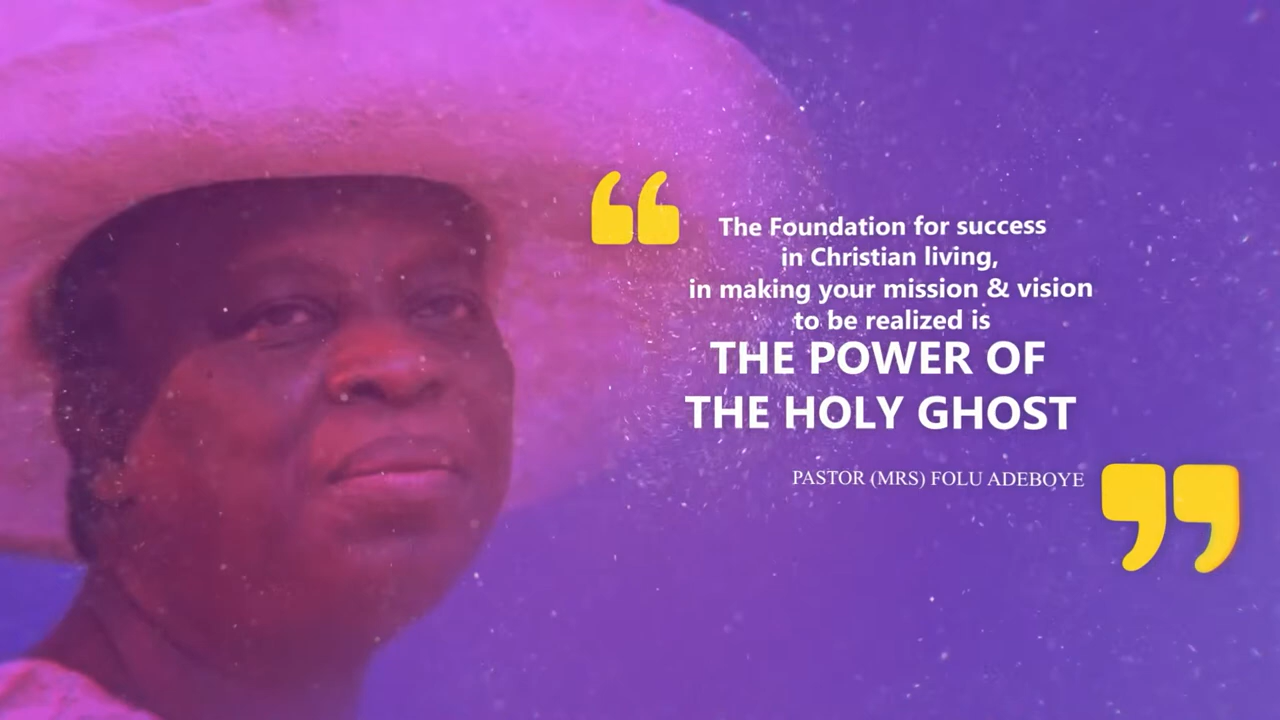 “
The Foundation for success
in Christian living,
in making your mission & vision
to be realized is
THE POWER OF
THE HOLY GHOST
PASTOR (MRS) FOLU ADEBOYE
”